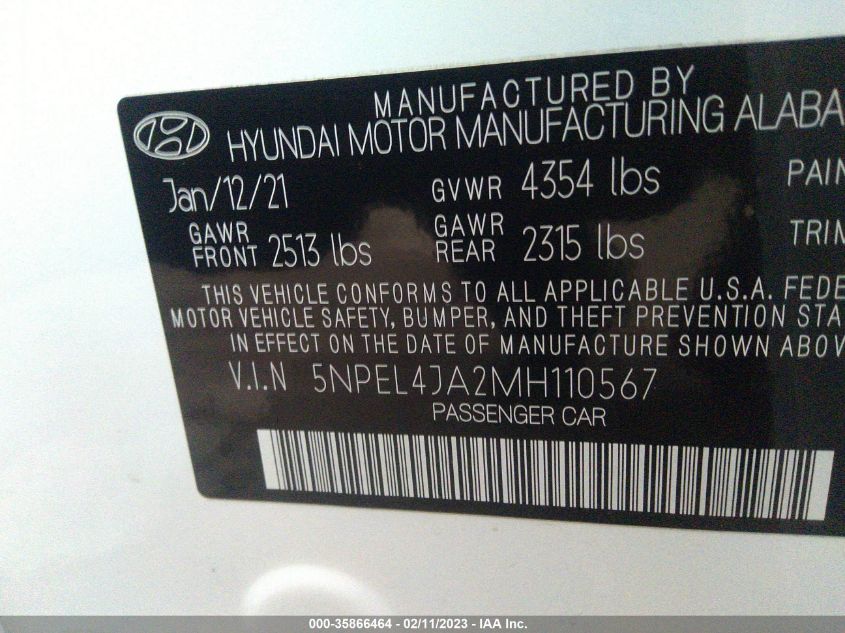 MANUFACTURED BY
HYUNDAI MOTOR MANUFACTURING ALABA
Jan/12/21 GVWR 4354 lbs PAIN
GAWR FRONT 2513 lbs GAWR REAR 2315 lbs TRIM
THIS VEHICLE CONFORMS TO ALL APPLICABLE U.S.A. FEDE
MOTOR VEHICLE SAFETY, BUMPER, AND THEFT PREVENTION STA
IN EFFECT ON THE DATE OF MANUFACTURE SHOWN ABOV
V.I.N 5NPEL4JA2MH110567
PASSENGER CAR
000-35866464 - 02/11/2023 - IAA Inc.